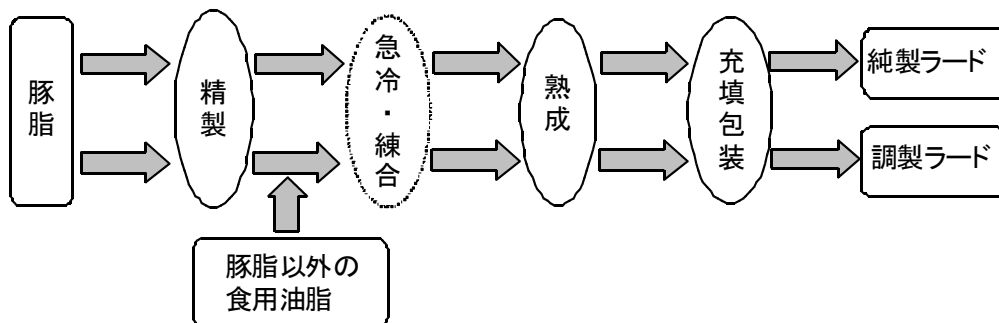 豚脂
精製
急冷・練合
熟成
充填包装
純製ラード
調製ラード
豚脂以外の
食用油脂